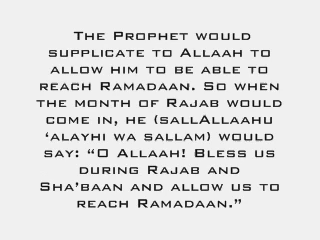 The Prophet would
supplicate to Allaah to
allow him to be able to
reach Ramadaan. So when
the month of Rajab would
come in, he (sallAllaahu
‘alayhi wa sallam) would
say: “O Allaah! Bless us
during Rajab and
Sha’baan and allow us to
reach Ramadaan.”